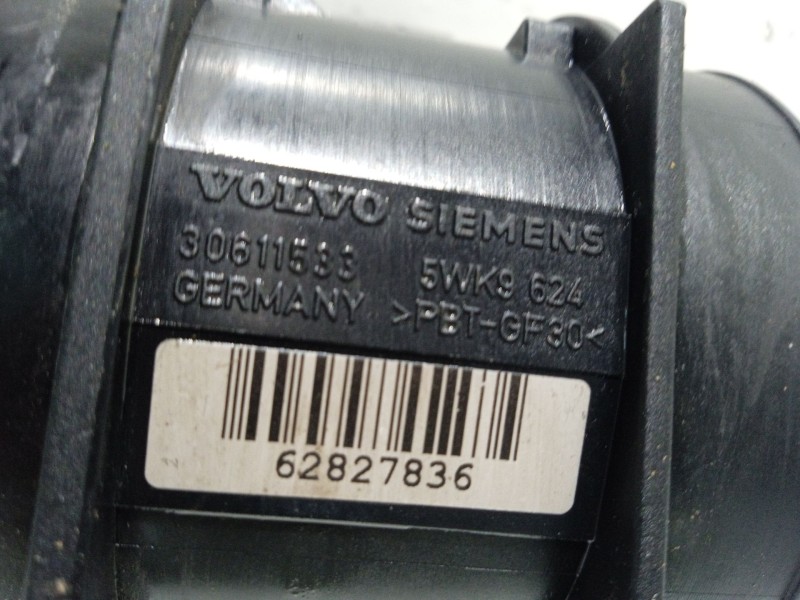 VOLVO SIEMENS
30611533 5WK9 624
GERMANY >PBT-GF30<
62827836